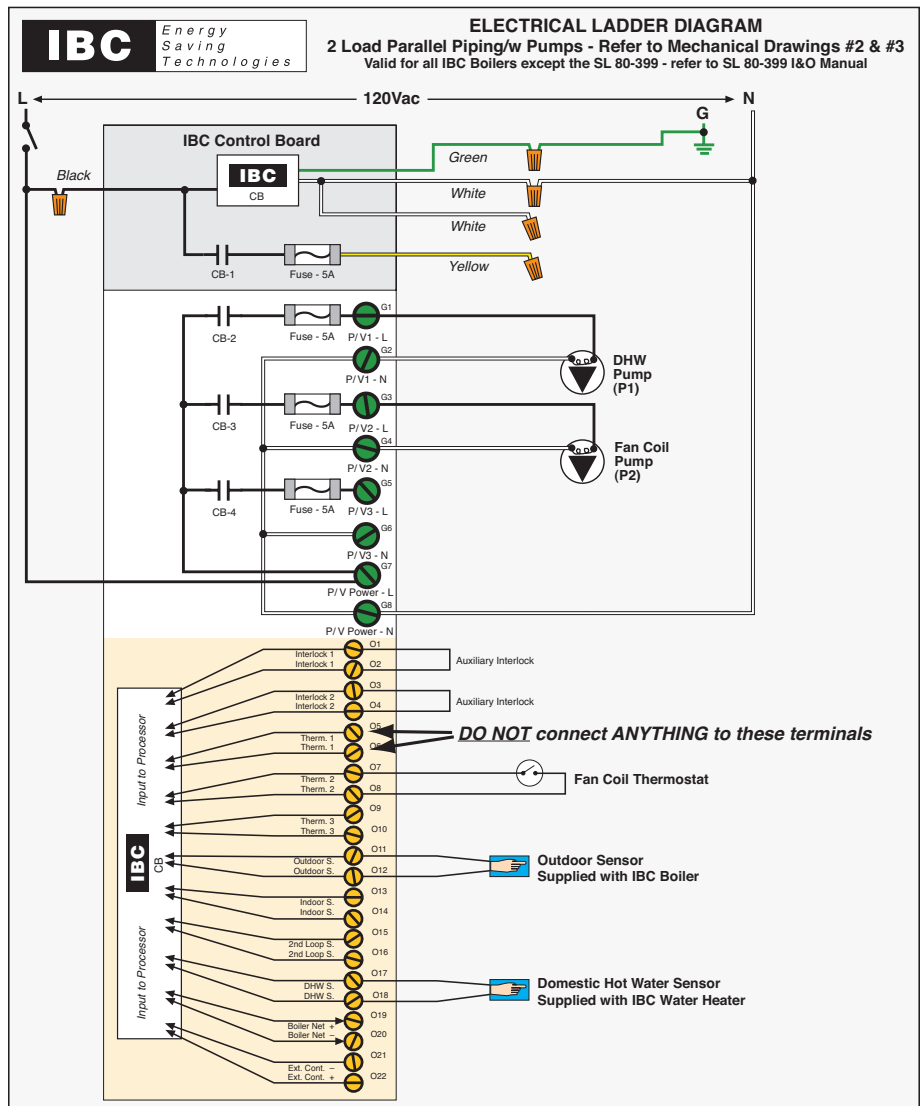 IBC
Energy
Saving
Technologies
ELECTRICAL LADDER DIAGRAM
2 Load Parallel Piping/w Pumps - Refer to Mechanical Drawings #2 & #3
Valid for all IBC Boilers except the SL 80-399 - refer to SL 80-399 I&O Manual
L
120Vac
N
G
IBC Control Board
Green
Black
IBC
CB
White
White
Yellow
CB-1
Fuse - 5A
G1
CB-2
Fuse - 5A
P/ V1 - L
G2
DHW
Pump
(P1)
P/ V1 - N
G3
CB-3
Fuse - 5A
P/ V2 - L
G4
Fan Coil
Pump
(P2)
P/ V2 - N
G5
CB-4
Fuse - 5A
P/ V3 - L
G6
P/ V3 - N
G7
P/ V Power - L
G8
P/ V Power - N
O1
Interlock 1
Interlock 1
O2
Auxiliary Interlock
O3
Interlock 2
Interlock 2
O4
Auxiliary Interlock
O5
Therm. 1
Therm. 1
O6
DO NOT connect ANYTHING to these terminals
O7
Therm. 2
Therm. 2
O8
Fan Coil Thermostat
O9
Therm. 3
Therm. 3
O10
O11
Outdoor S.
Outdoor S.
O12
Outdoor Sensor
Supplied with IBC Boiler
O13
Indoor S.
Indoor S.
O14
O15
2nd Loop S.
2nd Loop S.
O16
O17
DHW S.
DHW S.
O18
Domestic Hot Water Sensor
Supplied with IBC Water Heater
O19
Boiler Net +
Boiler Net –
O20
O21
Ext. Cont. –
Ext. Cont. +
O22
Input to Processor
IBC
CB
Input to Processor